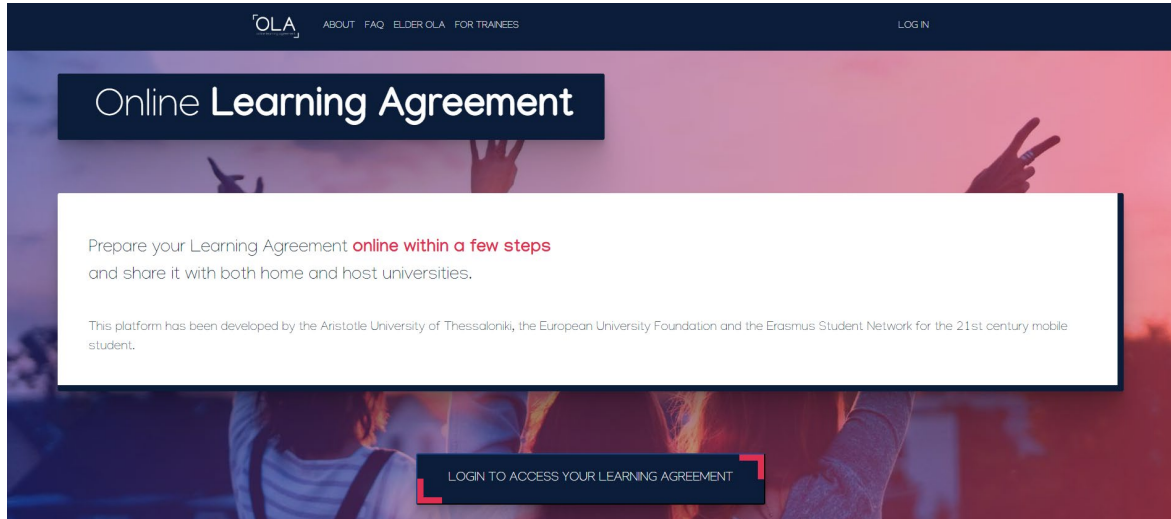 OLA
ABOUT FAQ ELDER OLA FOR TRAINEES
LOG IN
Online Learning Agreement
Prepare your Learning Agreement online within a few steps
and share it with both home and host universities.
This platform has been developed by the Aristotle University of Thessaloniki, the European University Foundation and the Erasmus Student Network for the 21st century mobile
student.
LOGIN TO ACCESS YOUR LEARNING AGREEMENT